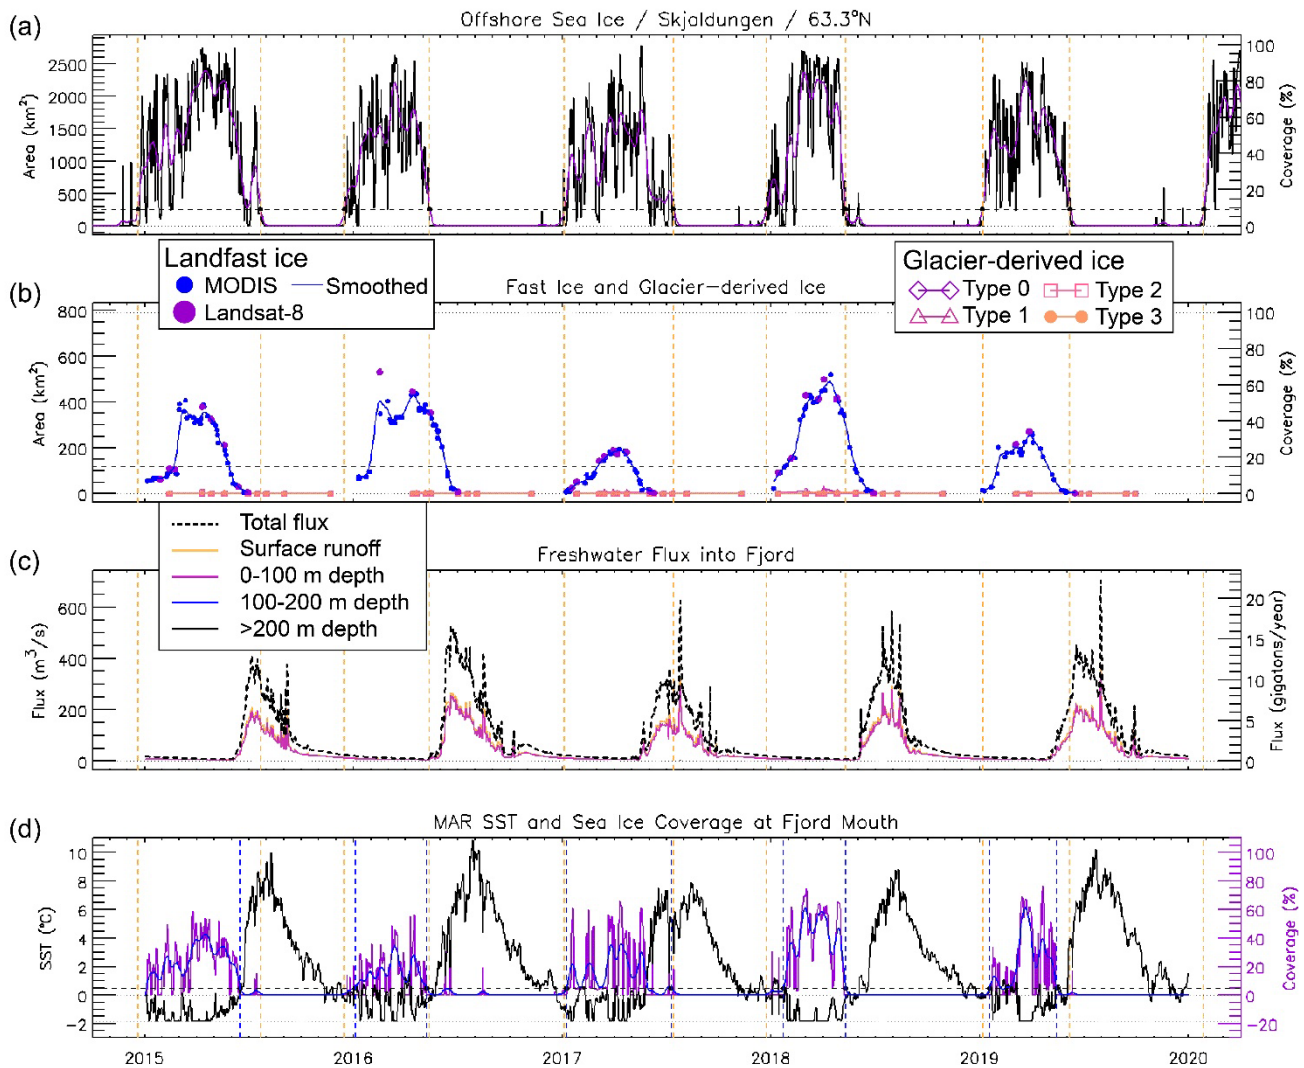 (a)
Offshore Sea Ice / Skjoldungen / 63.3°N
Area (km²)
2500
2000
1500
1000
500
0
Coverage (%)
100
80
60
40
20
0
Landfast ice
MODIS
Smoothed
Landsat-8
Glacier-derived ice
Type 0
Type 2
Type 1
Type 3
(b)
Fast Ice and Glacier-derived Ice
Area (km²)
800
600
400
200
0
Coverage (%)
100
80
60
40
20
0
Total flux
Surface runoff
0-100 m depth
100-200 m depth
>200 m depth
(c)
Freshwater Flux into Fjord
Flux (m³/s)
600
400
200
0
Flux (gigatons/year)
20
15
10
5
0
(d)
MAR SST and Sea Ice Coverage at Fjord Mouth
SST (°C)
10
8
6
4
2
0
−2
Coverage (%)
100
80
60
40
20
0
−20
2015
2016
2017
2018
2019
2020